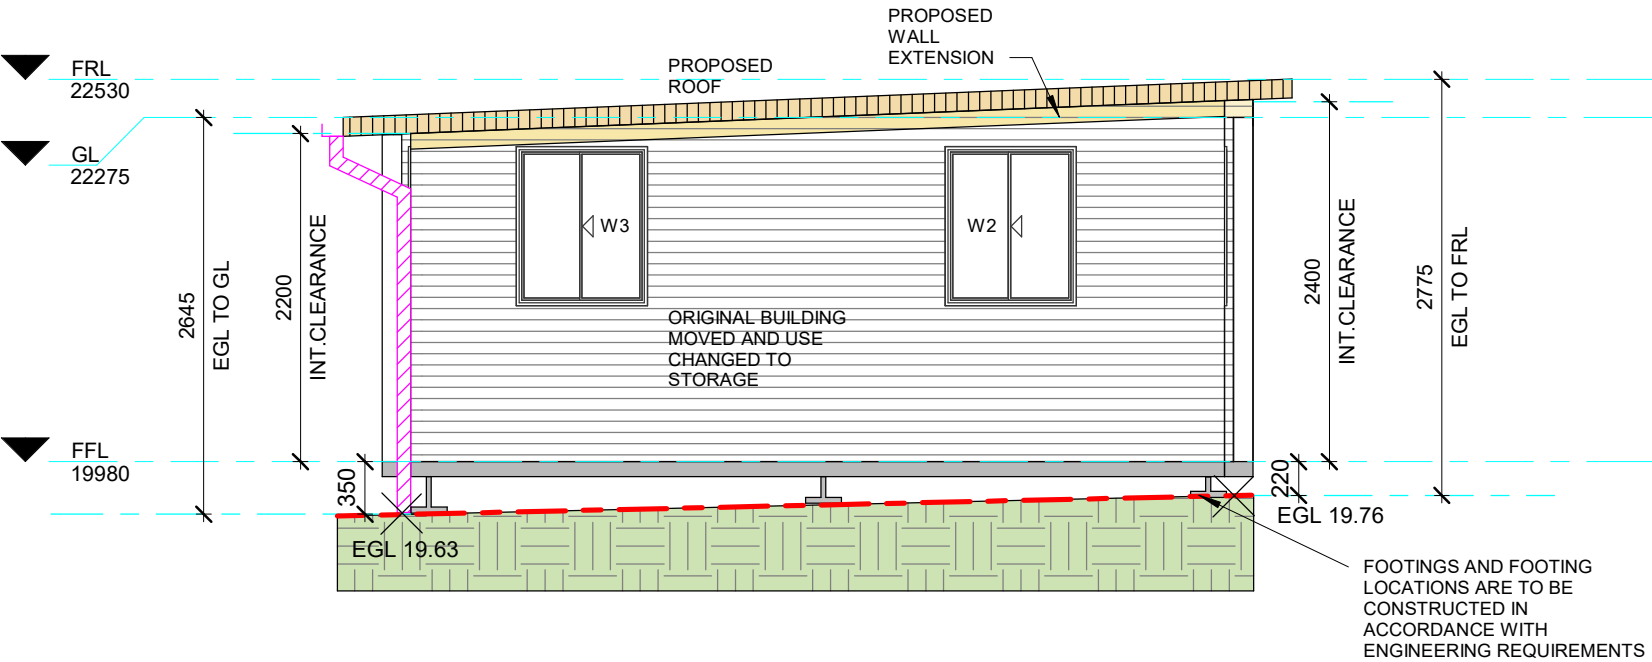 PROPOSED
WALL
EXTENSION
PROPOSED
ROOF
FRL
22530
GL
22275
FFL
19980
2645
EGL TO GL
2200
INT.CLEARANCE
350
W3
W2
ORIGINAL BUILDING
MOVED AND USE
CHANGED TO
STORAGE
2400
INT.CLEARANCE
2775
EGL TO FRL
220
EGL 19.63
EGL 19.76
FOOTINGS AND FOOTING
LOCATIONS ARE TO BE
CONSTRUCTED IN
ACCORDANCE WITH
ENGINEERING REQUIREMENTS